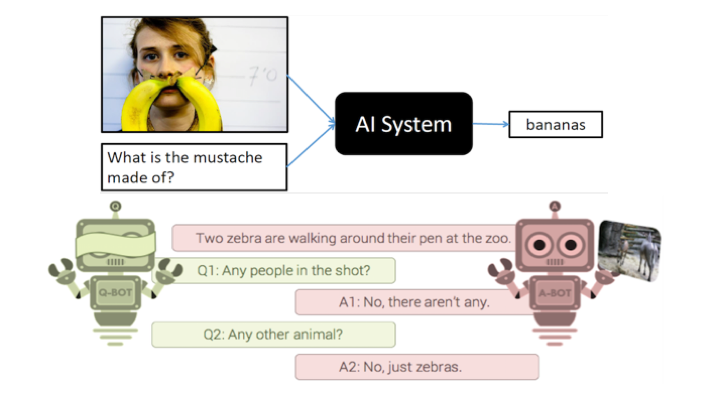 7.0
AI System
bananas
What is the mustache
made of?
Q
A
Two zebra are walking around their pen at the zoo.
Q1: Any people in the shot?
Q-BOT
A-BOT
A1: No, there aren't any.
Q2: Any other animal?
A2: No, just zebras.